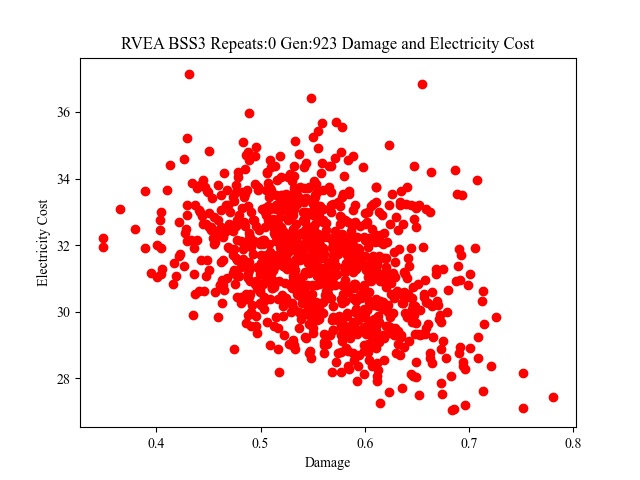 RVEA BSS3 Repeats:0 Gen:923 Damage and Electricity Cost
36
34
32
30
28
Electricity Cost
0.4 0.5 0.6 0.7 0.8
Damage